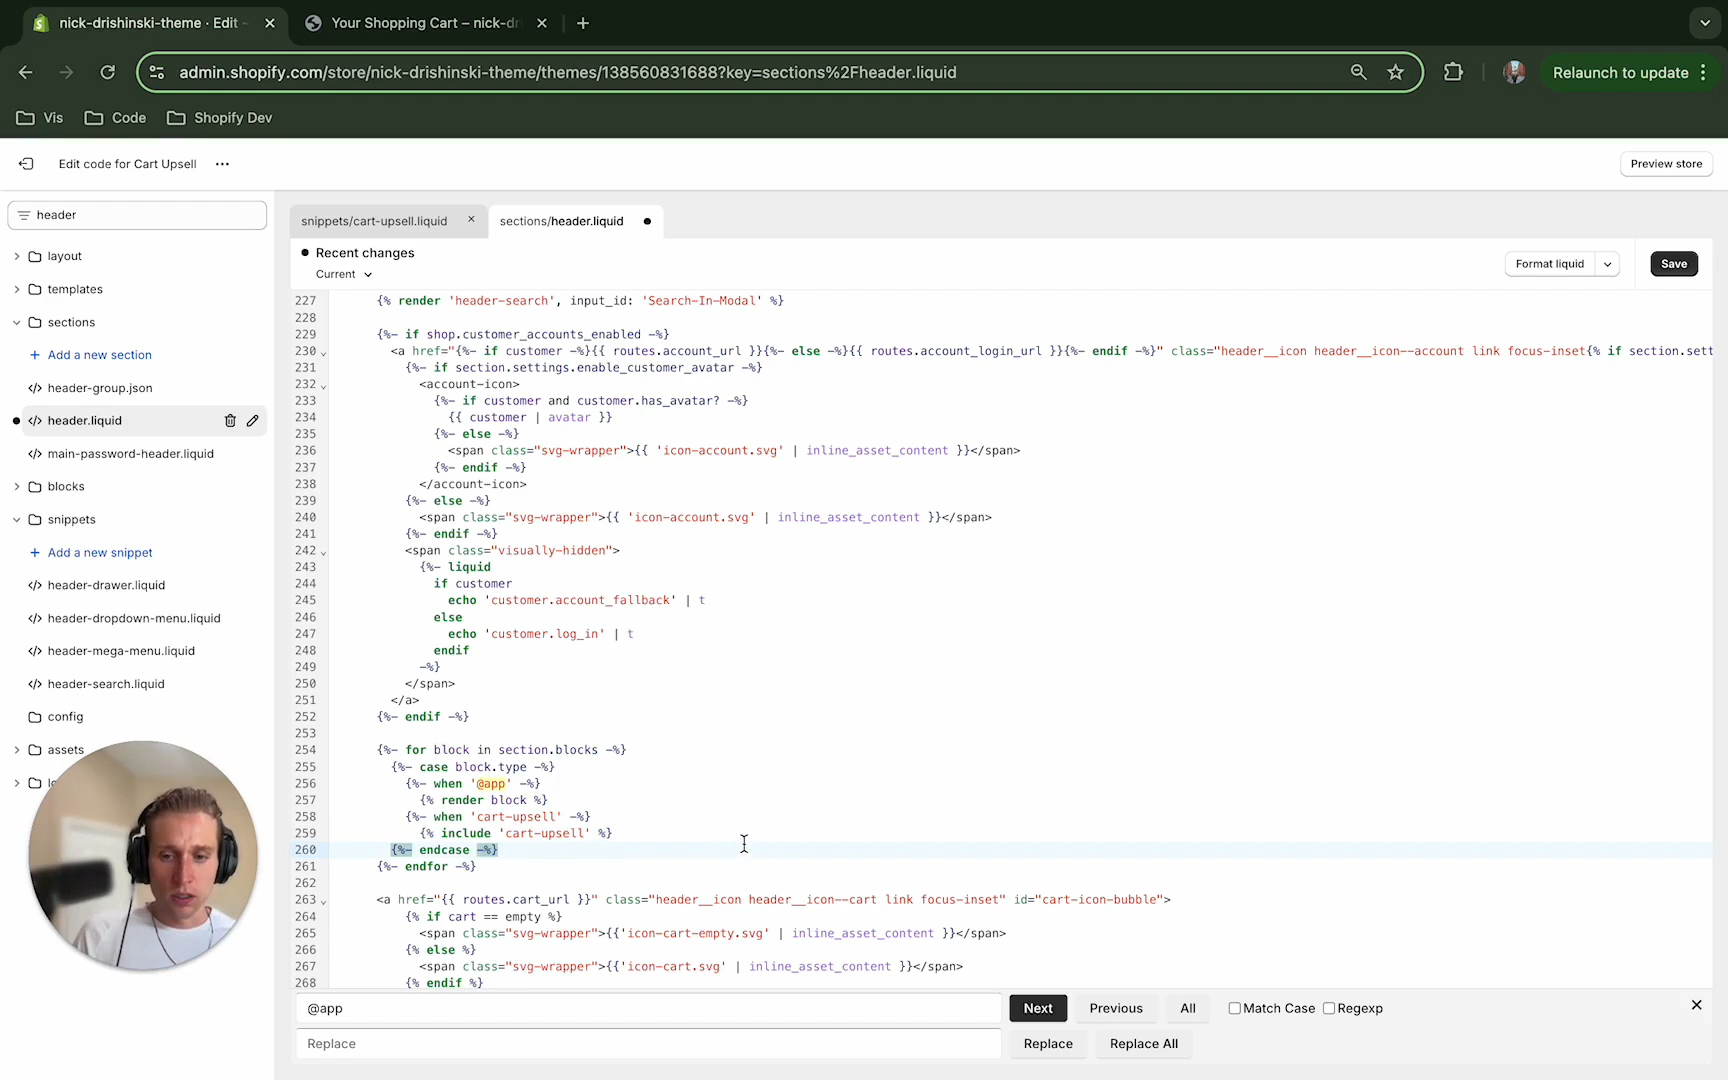 nick-drishinski-theme · Edit
Your Shopping Cart – nick-dr
admin.shopify.com/store/nick-drishinski-theme/themes/138560831688?key=sections%2Fheader.liquid
Relaunch to update
Vis
Code
Shopify Dev
Edit code for Cart Upsell
Preview store
header
layout
templates
sections
Add a new section
header-group.json
header.liquid
main-password-header.liquid
blocks
snippets
Add a new snippet
header-drawer.liquid
header-dropdown-menu.liquid
header-mega-menu.liquid
header-search.liquid
config
assets
snippets/cart-upsell.liquid
sections/header.liquid
Recent changes
Current
Format liquid
Save
227 {% render 'header-search', input_id: 'Search-In-Modal' %}
228
229 {%- if shop.customer_accounts_enabled -%}
230 <a href="{%- if customer -%}{{ routes.account_url }}{%- else -%}{{ routes.account_login_url }}{%- endif -%}" class="header__icon header__icon--account link focus-inset{% if section.sett
231 {%- if section.settings.enable_customer_avatar -%}
232 <account-icon>
233 {%- if customer and customer.has_avatar? -%}
234 {{ customer | avatar }}
235 {%- else -%}
236 <span class="svg-wrapper">{{ 'icon-account.svg' | inline_asset_content }}</span>
237 {%- endif -%}
238 </account-icon>
239 {%- else -%}
240 <span class="svg-wrapper">{{ 'icon-account.svg' | inline_asset_content }}</span>
241 {%- endif -%}
242 <span class="visually-hidden">
243 {%- liquid
244 if customer
245 echo 'customer.account_fallback' | t
246 else
247 echo 'customer.log_in' | t
248 endif
249 -%}
250 </span>
251 </a>
252 {%- endif -%}
253
254 {%- for block in section.blocks -%}
255 {%- case block.type -%}
256 {%- when '@app' -%}
257 {% render block %}
258 {%- when 'cart-upsell' -%}
259 {% include 'cart-upsell' %}
260 {%- endcase -%}
261 {%- endfor -%}
262
263 <a href="{{ routes.cart_url }}" class="header__icon header__icon--cart link focus-inset" id="cart-icon-bubble">
264 {% if cart == empty %}
265 <span class="svg-wrapper">{{'icon-cart-empty.svg' | inline_asset_content }}</span>
266 {% else %}
267 <span class="svg-wrapper">{{'icon-cart.svg' | inline_asset_content }}</span>
268 {% endif %}
@app
Next
Previous
All
Match Case
Regexp
Replace
Replace
Replace All